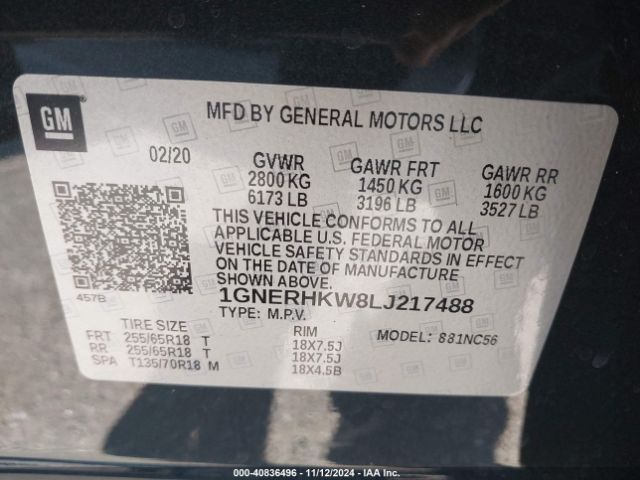 GM
MFD BY GENERAL MOTORS LLC
02/20
GVWR GAWR FRT GAWR RR
2800 KG 1450 KG 1600 KG
6173 LB 3196 LB 3527 LB
THIS VEHICLE CONFORMS TO ALL
APPLICABLE U.S. FEDERAL MOTOR
VEHICLE SAFETY STANDARDS IN EFFECT
ON THE DATE OF MANUFACTURE
SHOWN ABOVE.
457B
1GNERHKW8LJ217488
TYPE: M.P.V.
MODEL: 881NC56
TIRE SIZE RIM
FRT 255/65R18 T 18X7.5J
RR 255/65R18 T 18X7.5J
SPA T135/70R18 M 18X4.5B
000-40836496 - 11/12/2024 - IAA Inc.